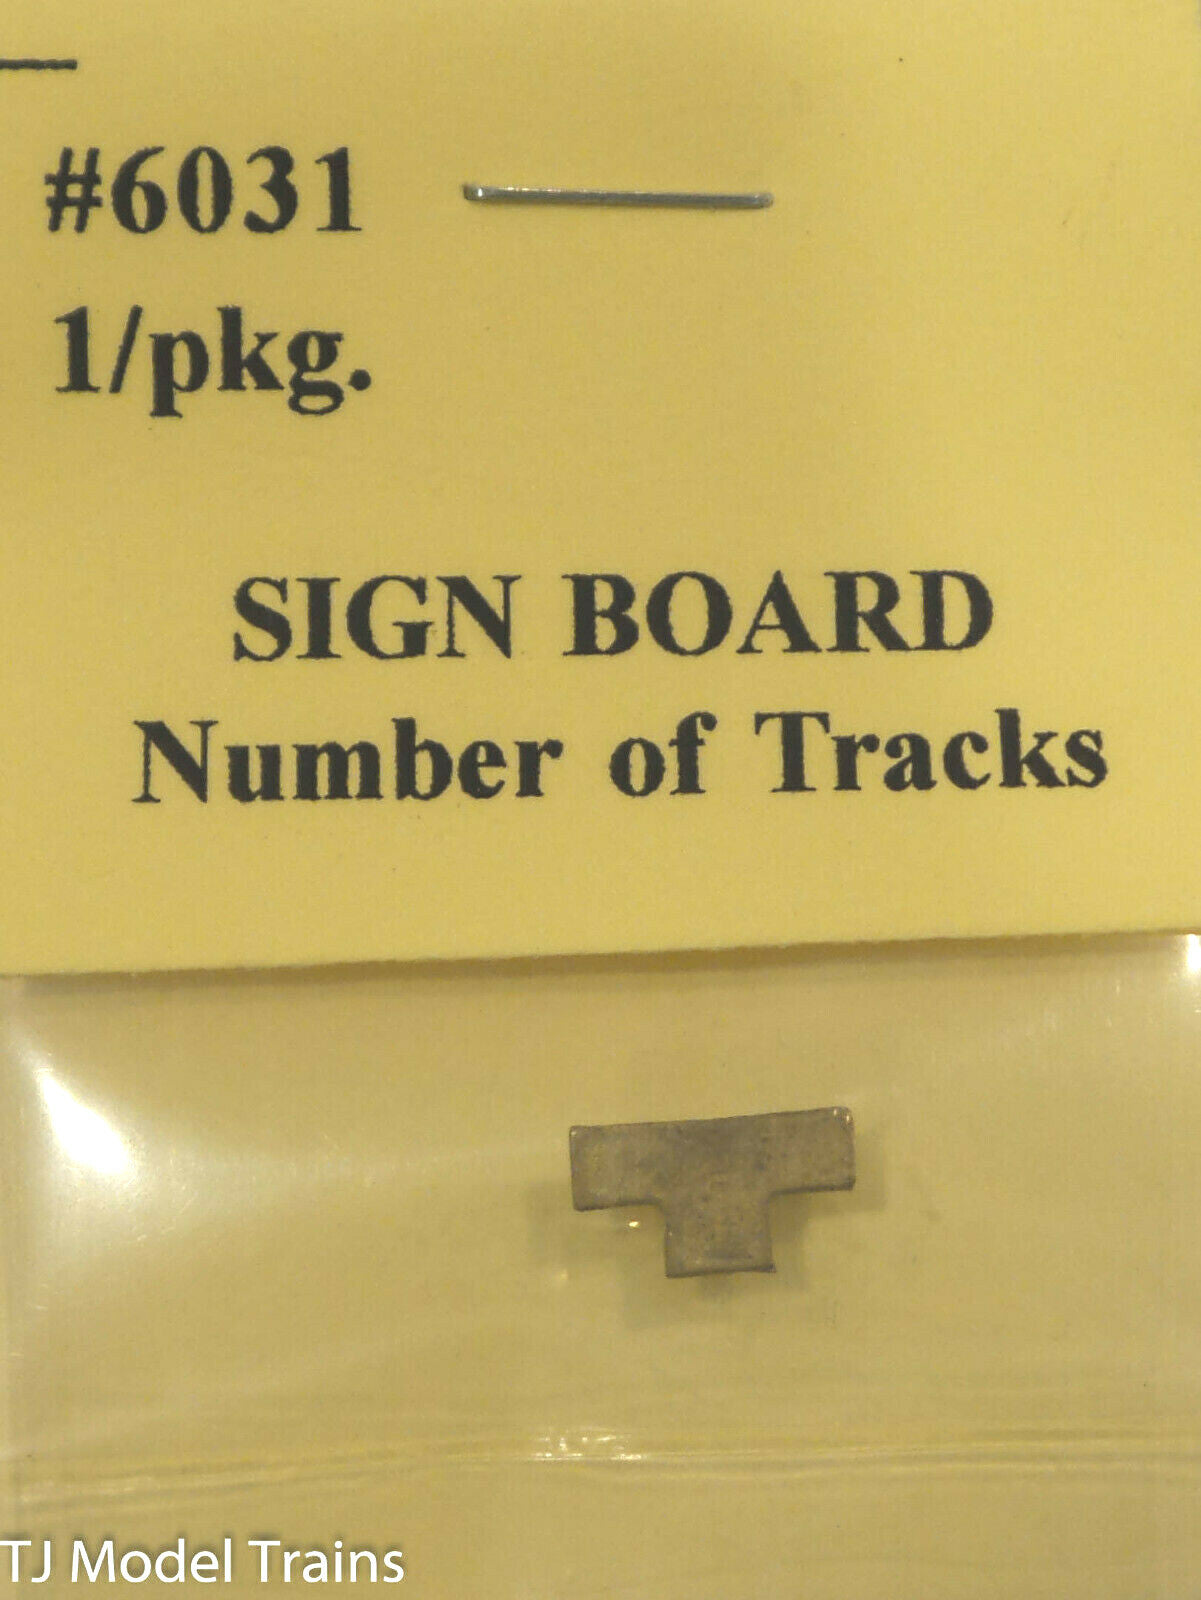 #6031
1/pkg.
SIGN BOARD
Number of Tracks
TJ Model Trains